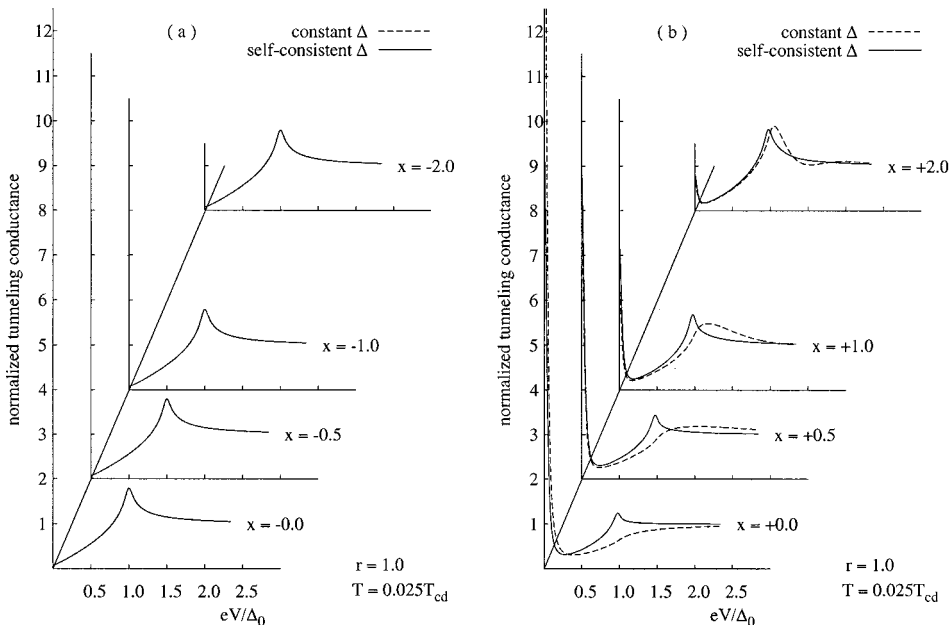 ( a )
constant Δ
self-consistent Δ
normalized tunneling conductance
12
11
10
9
8
7
6
5
4
3
2
1
x = -2.0
x = -1.0
x = -0.5
x = -0.0
0.5 1.0 1.5 2.0 2.5
eV/Δ0
r = 1.0
T = 0.025Tcd
( b )
constant Δ
self-consistent Δ
normalized tunneling conductance
12
11
10
9
8
7
6
5
4
3
2
1
x = +2.0
x = +1.0
x = +0.5
x = +0.0
0.5 1.0 1.5 2.0 2.5
eV/Δ0
r = 1.0
T = 0.025Tcd